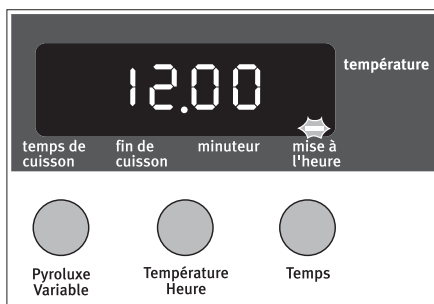 12.00
température
temps de
cuisson
fin de
cuisson
minuteur
mise à
l'heure
Pyroluxe
Variable
Température
Heure
Temps